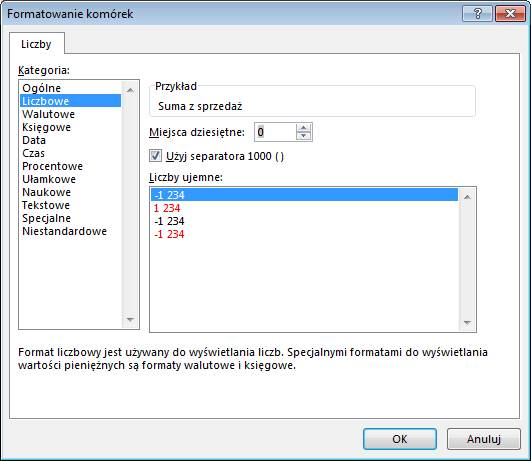 Formatowanie komórek
Liczby
Kategoria:
Ogólne
Liczbowe
Walutowe
Księgowe
Data
Czas
Procentowe
Ułamkowe
Naukowe
Tekstowe
Specjalne
Niestandardowe
Przykład
Suma z sprzedaż
Miejsca dziesiętne: 0
Użyj separatora 1000 ( )
Liczby ujemne:
-1 234
1 234
-1 234
-1 234
Format liczbowy jest używany do wyświetlania liczb. Specjalnymi formatami do wyświetlania
wartości pieniężnych są formaty walutowe i księgowe.
OK
Anuluj